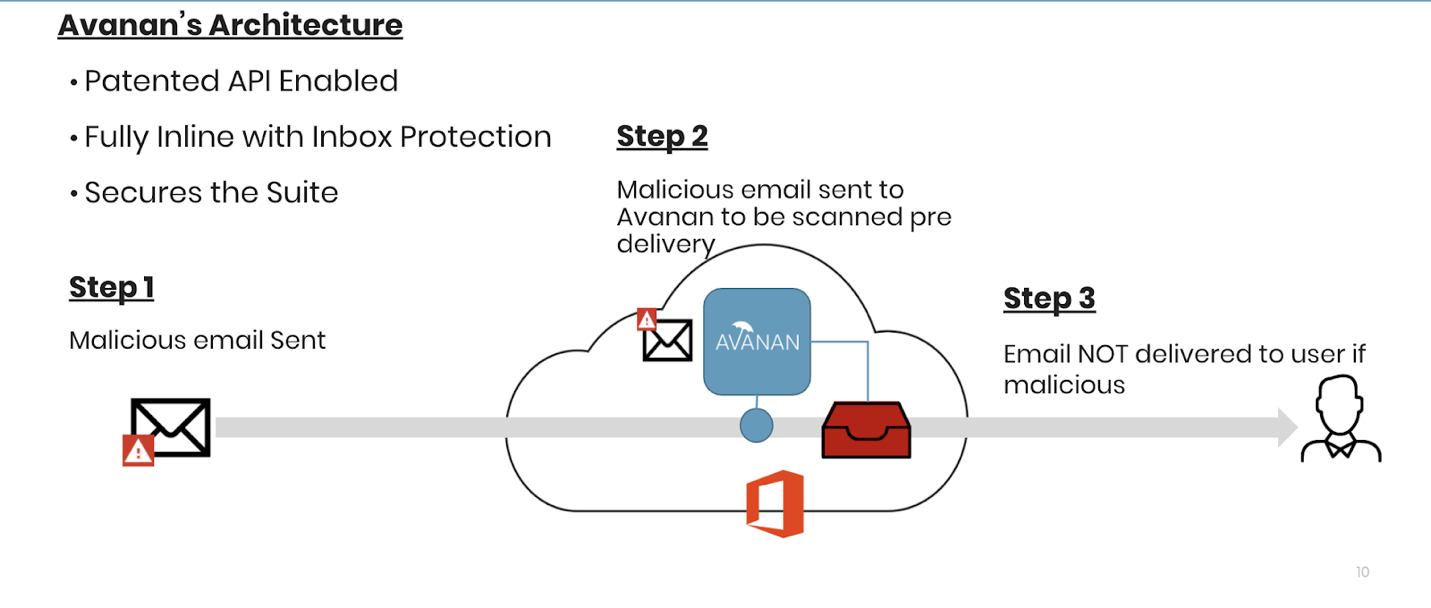 Avanan's Architecture
• Patented API Enabled
• Fully Inline with Inbox Protection
• Secures the Suite
Step 1
Malicious email Sent
Step 2
Malicious email sent to
Avanan to be scanned pre
delivery
AVANAN
Step 3
Email NOT delivered to user if
malicious
10